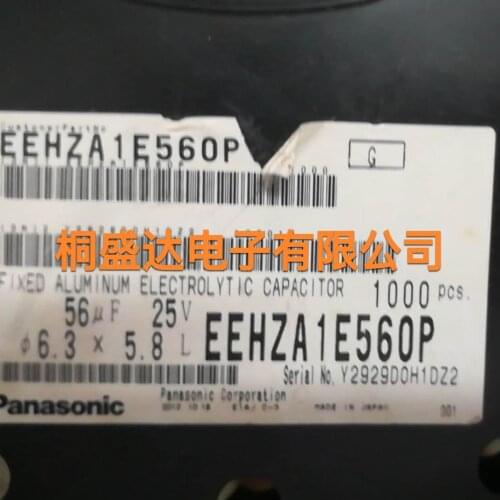 EEHZA1E560P
G
桐盛达电子有限公司
FIXED ALUMINUM ELECTROLYTIC CAPACITOR 1000 pcs.
56µF 25V
φ6.3 × 5.8 L EEHZA1E560P
Serial No. Y2929D0H1DZ2
Panasonic Corporation
Panasonic
MADE IN JAPAN
001